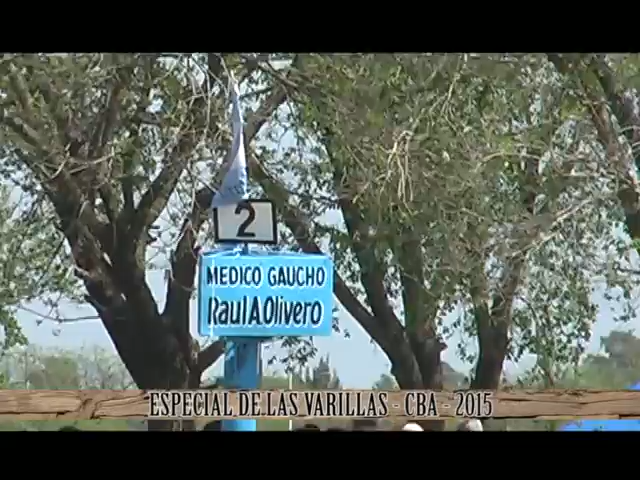 2
MEDICO GAUCHO
Raul A Olivero
ESPECIAL DE LAS VARILLAS - CBA - 2015